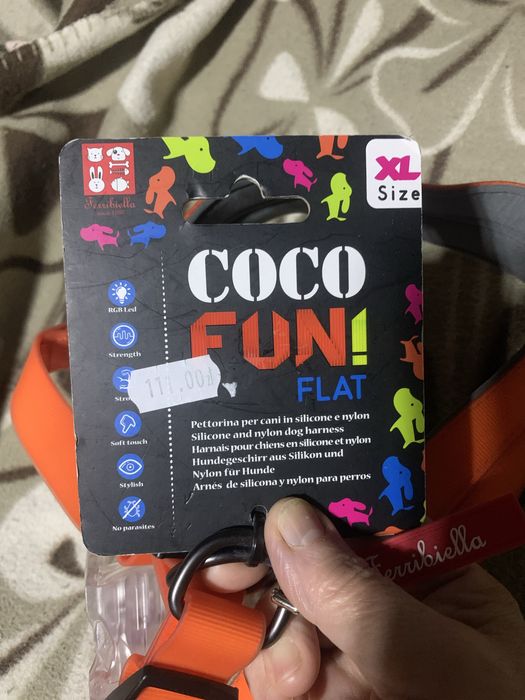 Ferribiella
XL
Size
COCO
FUN!
FLAT
RGB Led
Strength
Soft touch
Stylish
No parasites
Pettorina per cani in silicone e nylon
Silicone and nylon dog harness
Harnais pour chiens en silicone et nylon
Hundegeschirr aus Silikon und
Nylon für Hunde
Arnés de silicona y nylon para perros
Ferribiella